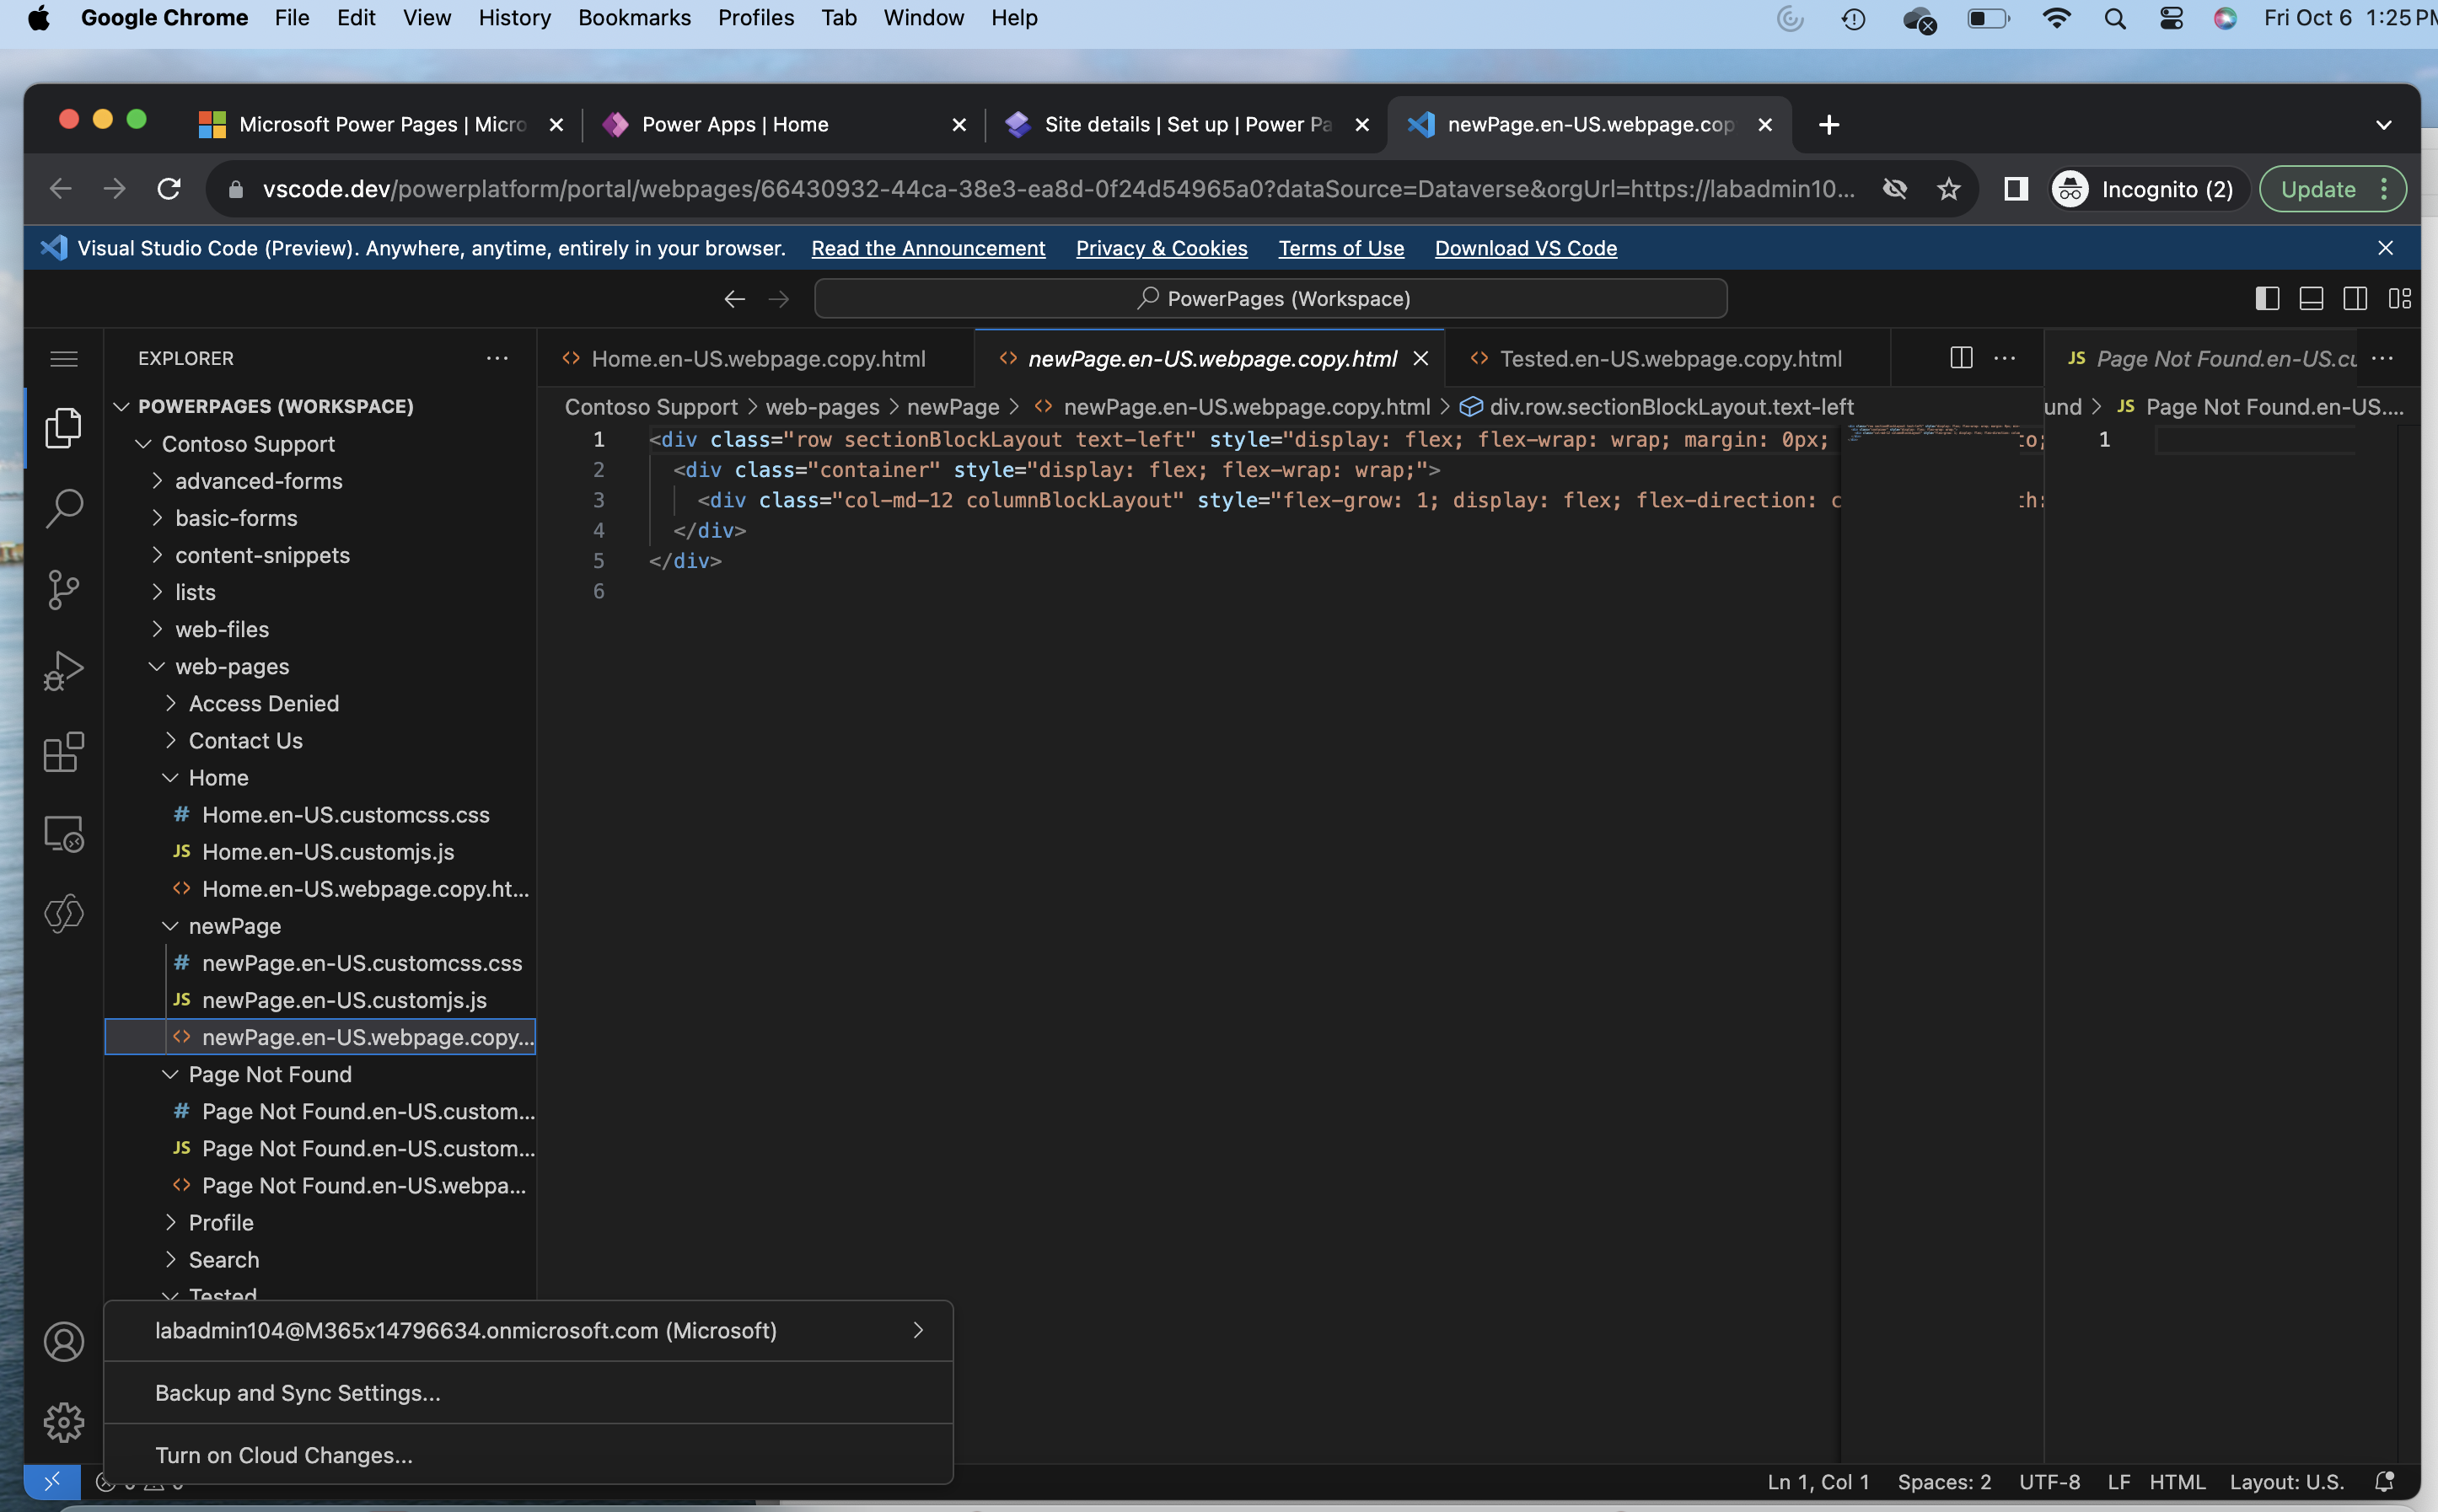 Google Chrome File Edit View History Bookmarks Profiles Tab Window Help Fri Oct 6 1:25PM
Microsoft Power Pages | Micro Power Apps | Home Site details | Set up | Power Pa newPage.en-US.webpage.cop
vscode.dev/powerplatform/portal/webpages/66430932-44ca-38e3-ea8d-0f24d54965a0?dataSource=Dataverse&orgUrl=https://labadmin10... Incognito (2) Update
Visual Studio Code (Preview). Anywhere, anytime, entirely in your browser. Read the Announcement Privacy & Cookies Terms of Use Download VS Code
PowerPages (Workspace)
EXPLORER
Home.en-US.webpage.copy.html newPage.en-US.webpage.copy.html Tested.en-US.webpage.copy.html JS Page Not Found.en-US.cu
Contoso Support > web-pages > newPage > <> newPage.en-US.webpage.copy.html > div.row.sectionBlockLayout.text-left
und > JS Page Not Found.en-US....
POWERPAGES (WORKSPACE)
Contoso Support
advanced-forms
basic-forms
content-snippets
lists
web-files
web-pages
Access Denied
Contact Us
Home
# Home.en-US.customcss.css
JS Home.en-US.customjs.js
<> Home.en-US.webpage.copy.ht...
newPage
# newPage.en-US.customcss.css
JS newPage.en-US.customjs.js
<> newPage.en-US.webpage.copy...
Page Not Found
# Page Not Found.en-US.custom...
JS Page Not Found.en-US.custom...
<> Page Not Found.en-US.webpa...
Profile
Search
Tested
1 <div class="row sectionBlockLayout text-left" style="display: flex; flex-wrap: wrap; margin: 0px; to;
2 <div class="container" style="display: flex; flex-wrap: wrap;">
3 <div class="col-md-12 columnBlockLayout" style="flex-grow: 1; display: flex; flex-direction: c th:
4 </div>
5 </div>
6
1
labadmin104@M365x14796634.onmicrosoft.com (Microsoft)
Backup and Sync Settings...
Turn on Cloud Changes...
Ln 1, Col 1 Spaces: 2 UTF-8 LF HTML Layout: U.S.